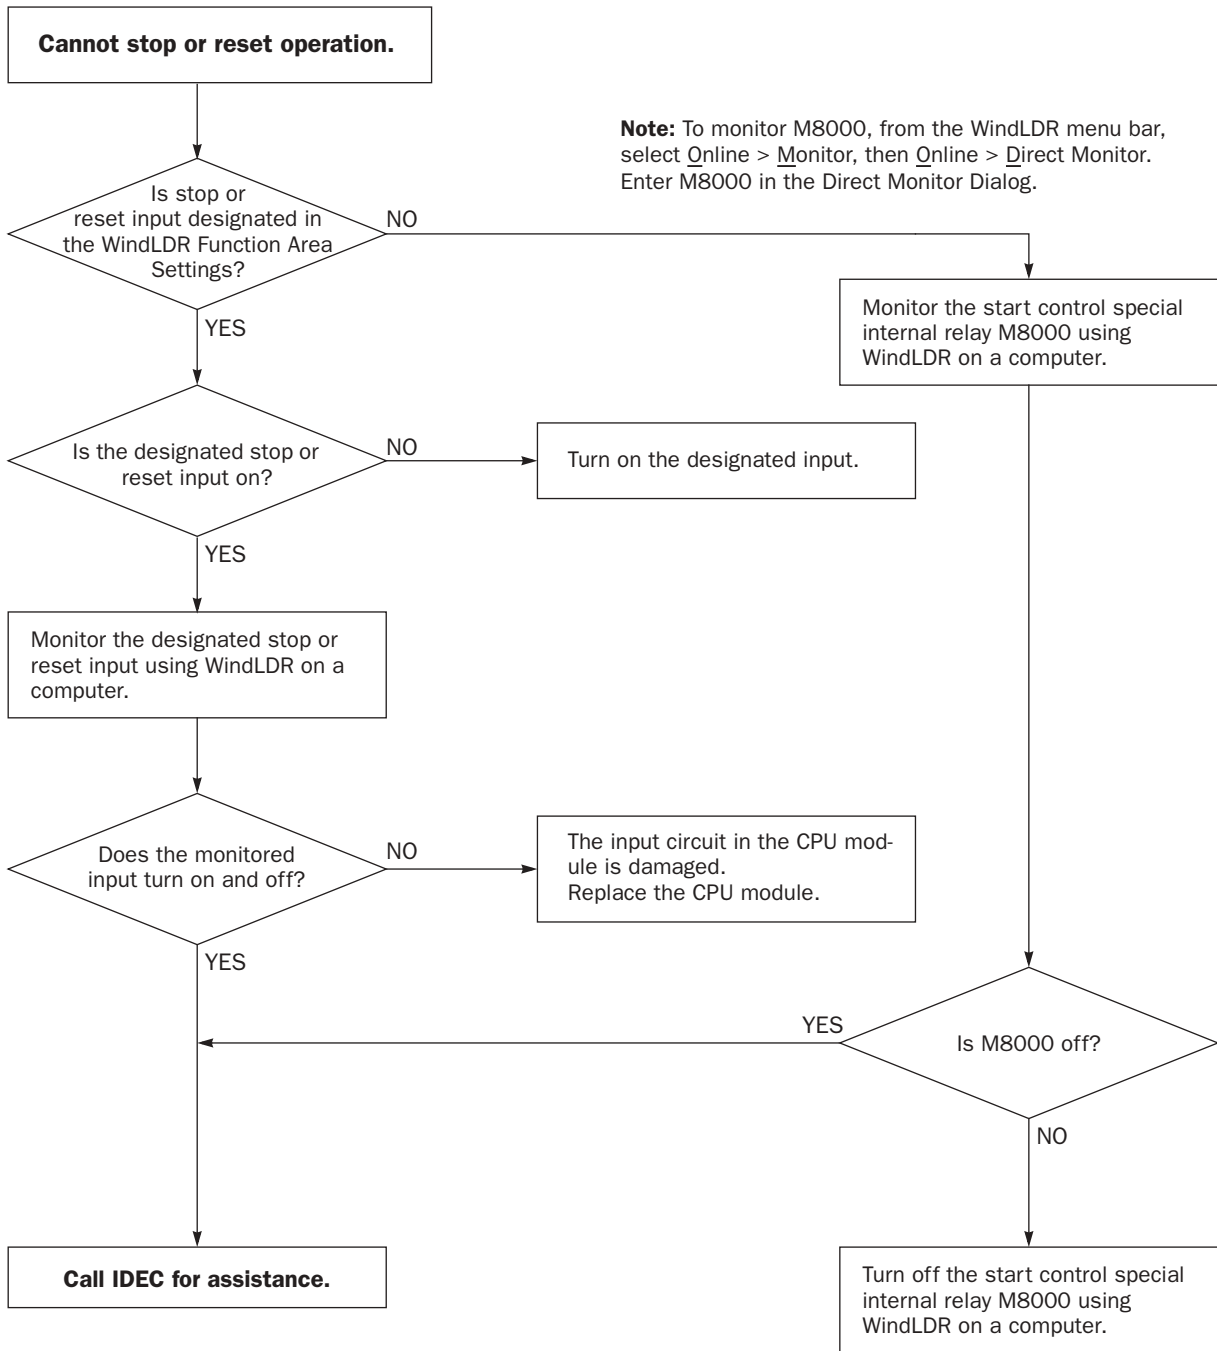 Cannot stop or reset operation.
Note: To monitor M8000, from the WindLDR menu bar,
select Online > Monitor, then Online > Direct Monitor.
Enter M8000 in the Direct Monitor Dialog.
Is stop or
reset input designated in
the WindLDR Function Area
Settings?
NO
YES
Monitor the start control special
internal relay M8000 using
WindLDR on a computer.
Is the designated stop or
reset input on?
NO
Turn on the designated input.
YES
Monitor the designated stop or
reset input using WindLDR on a
computer.
Does the monitored
input turn on and off?
NO
The input circuit in the CPU mod-
ule is damaged.
Replace the CPU module.
YES
YES
Is M8000 off?
NO
Call IDEC for assistance.
Turn off the start control special
internal relay M8000 using
WindLDR on a computer.